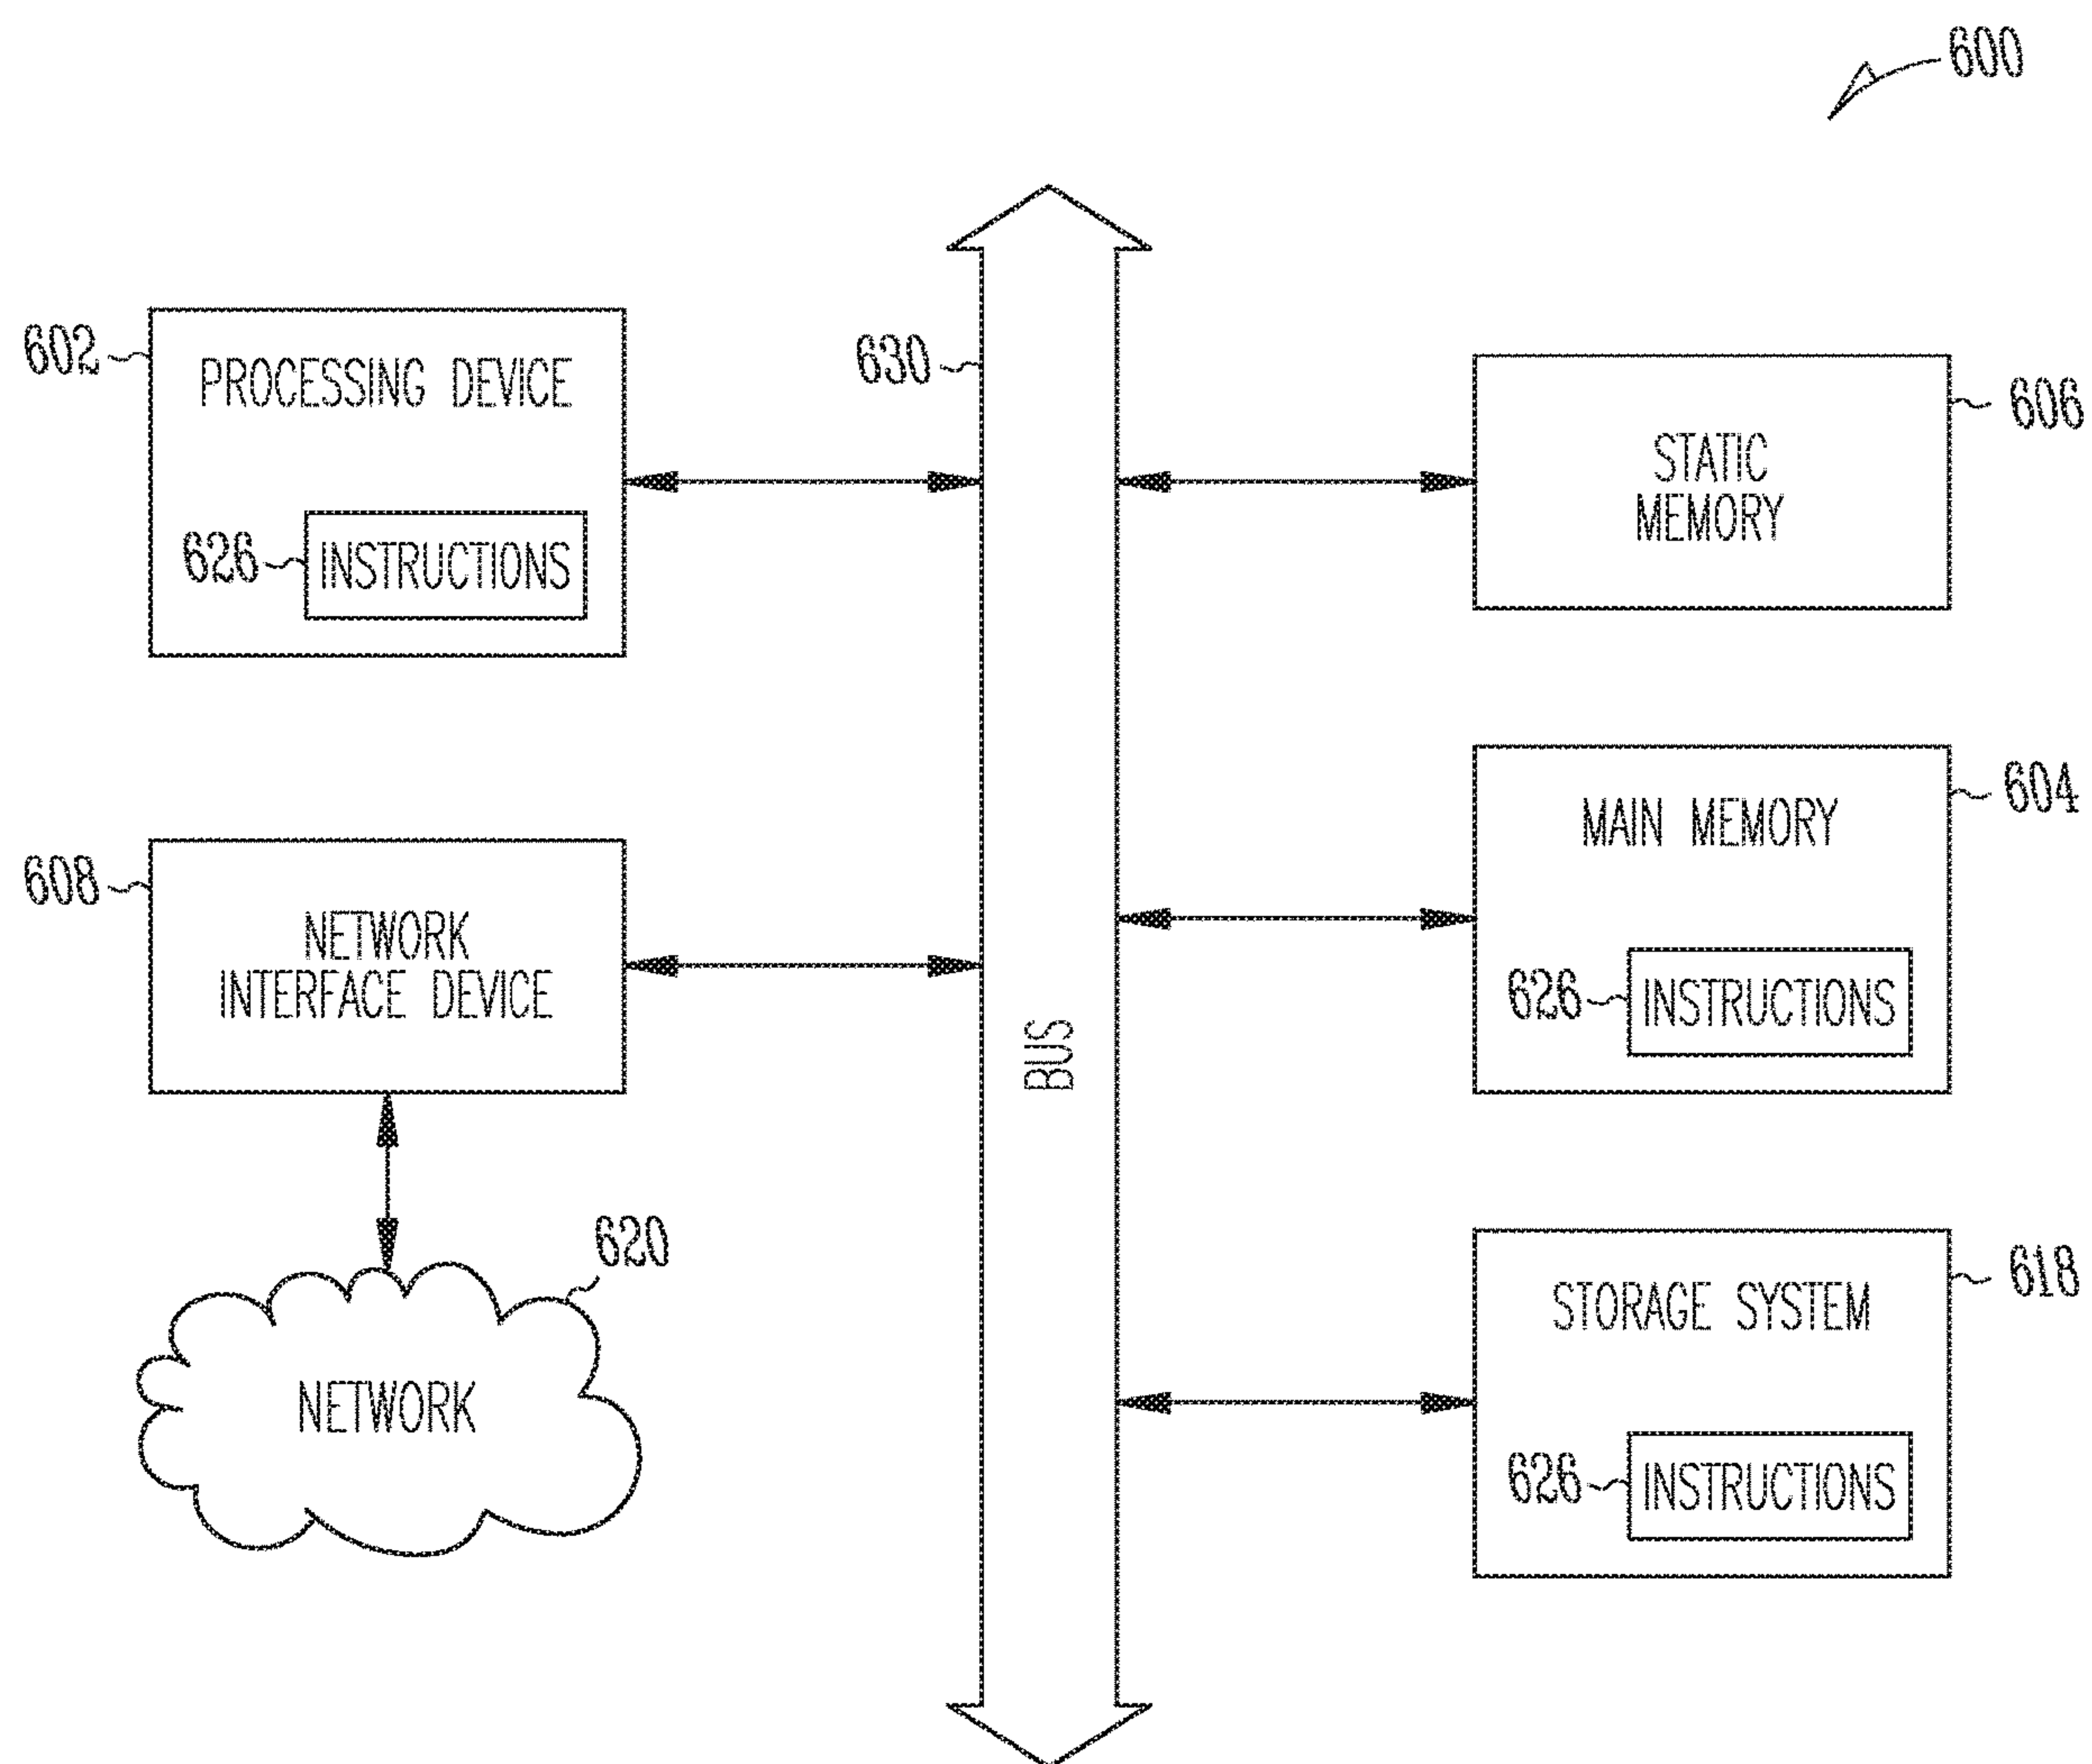 600
602
PROCESSING DEVICE
626
INSTRUCTIONS
630
BUS
STATIC
MEMORY
606
608
NETWORK
INTERFACE DEVICE
MAIN MEMORY
604
626
INSTRUCTIONS
620
NETWORK
STORAGE SYSTEM
618
626
INSTRUCTIONS